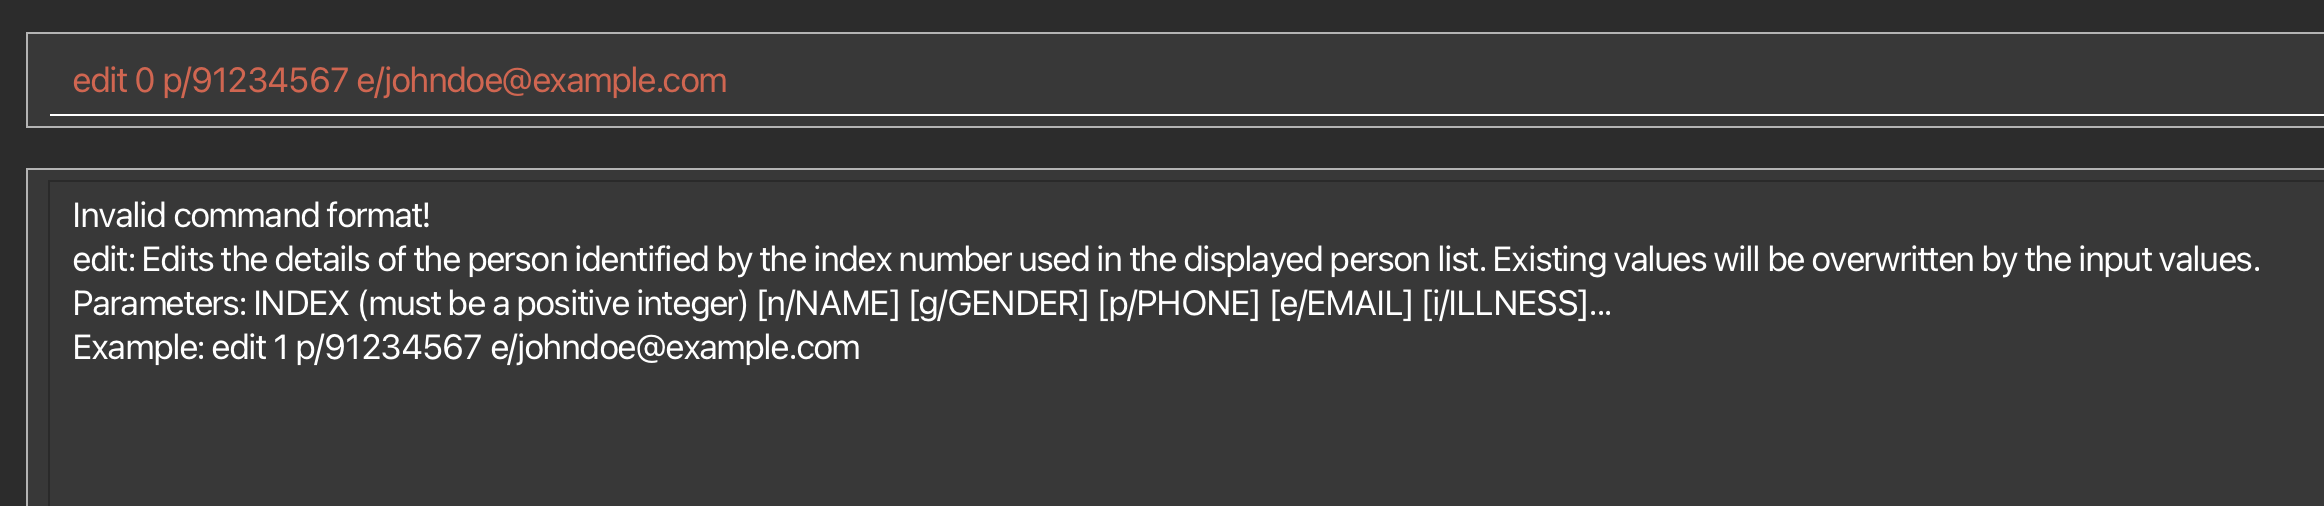 edit 0 p/91234567 e/johndoe@example.com
Invalid command format!
edit: Edits the details of the person identified by the index number used in the displayed person list. Existing values will be overwritten by the input values.
Parameters: INDEX (must be a positive integer) [n/NAME] [g/GENDER] [p/PHONE] [e/EMAIL] [i/ILLNESS]...
Example: edit 1 p/91234567 e/johndoe@example.com